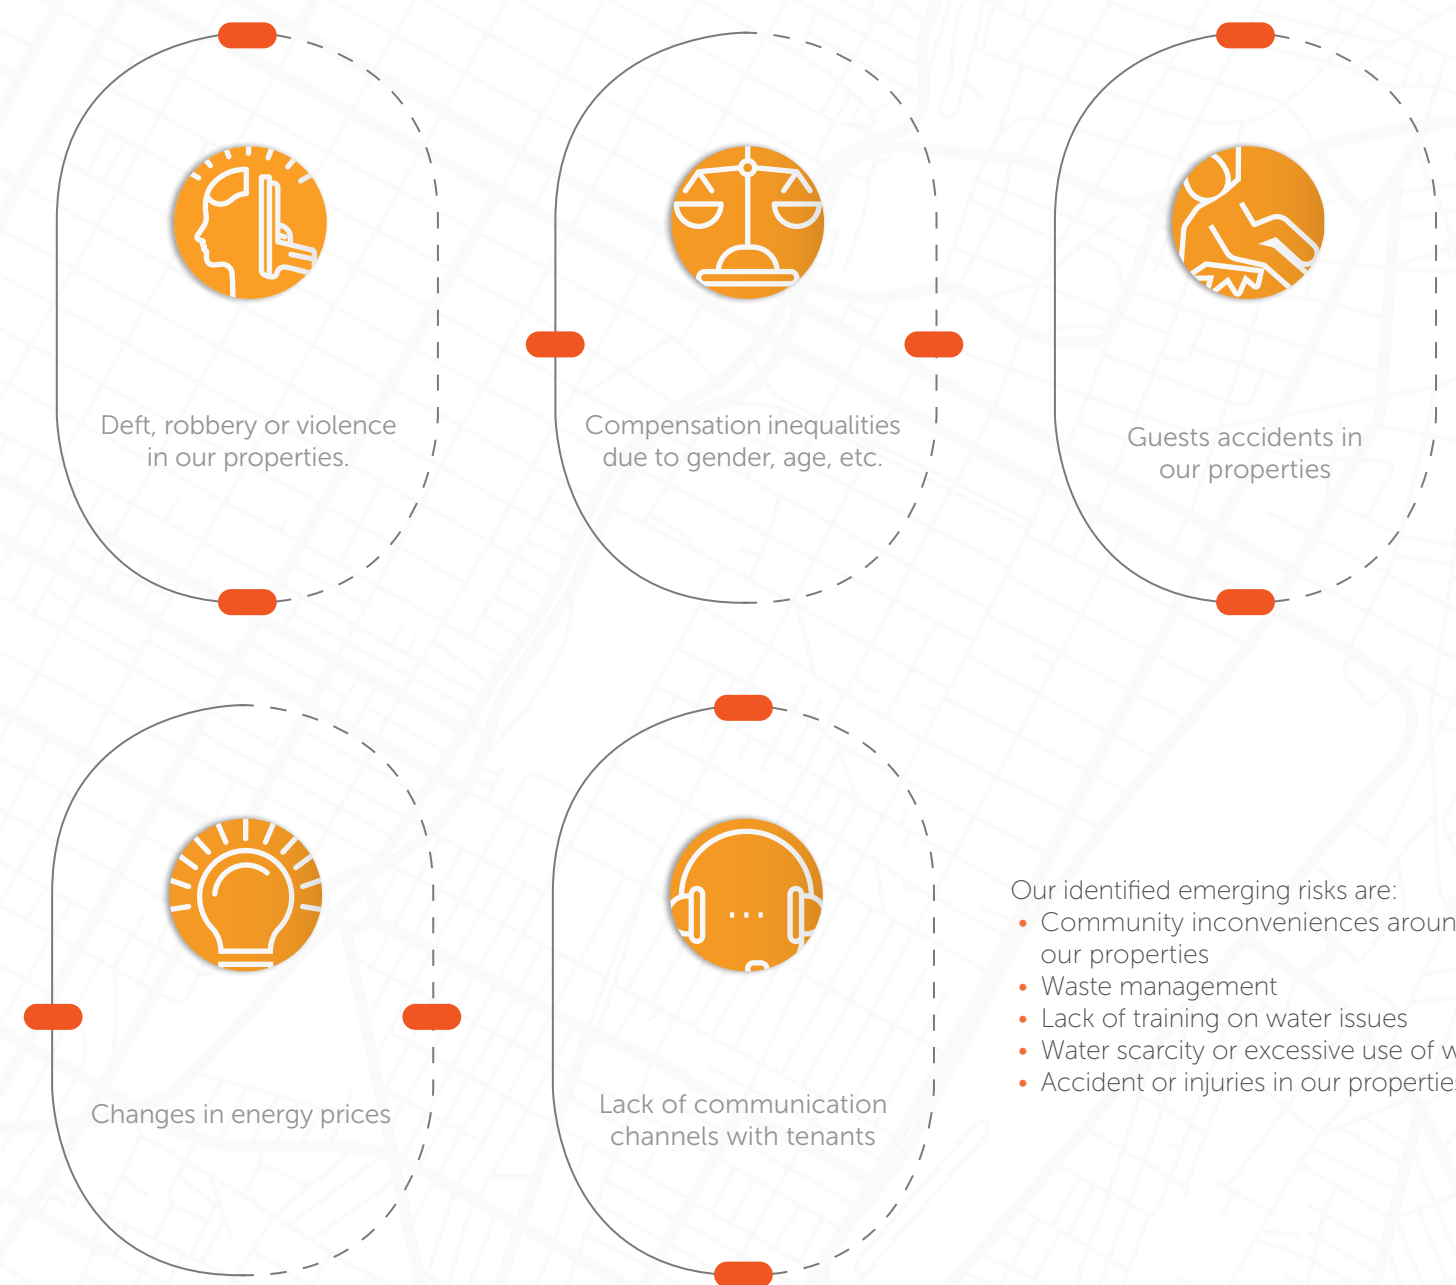 Deft, robbery or violence
in our properties.
Compensation inequalities
due to gender, age, etc.
Guests accidents in
our properties
Changes in energy prices
Lack of communication
channels with tenants
Our identified emerging risks are:
• Community inconveniences
our properties
• Waste management
• Lack of training on water issues
• Water scarcity or excessive use of
• Accident or injuries in our